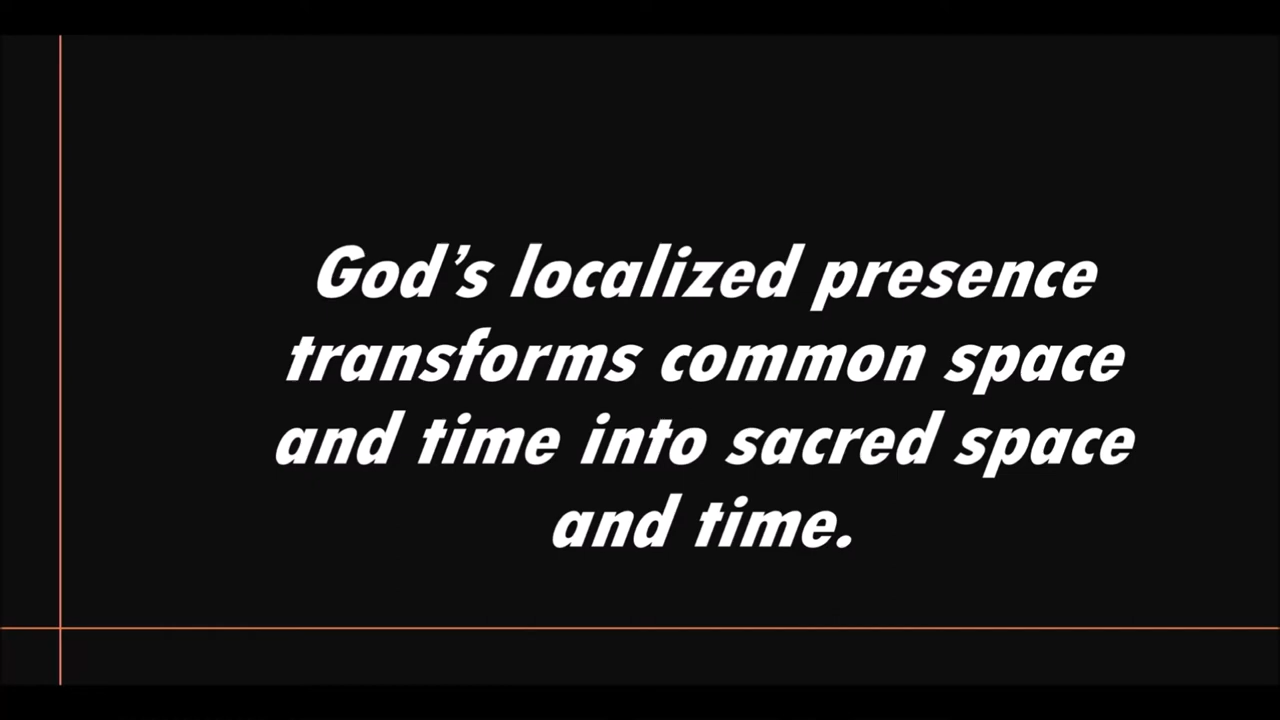 God’s localized presence
transforms common space
and time into sacred space
and time.